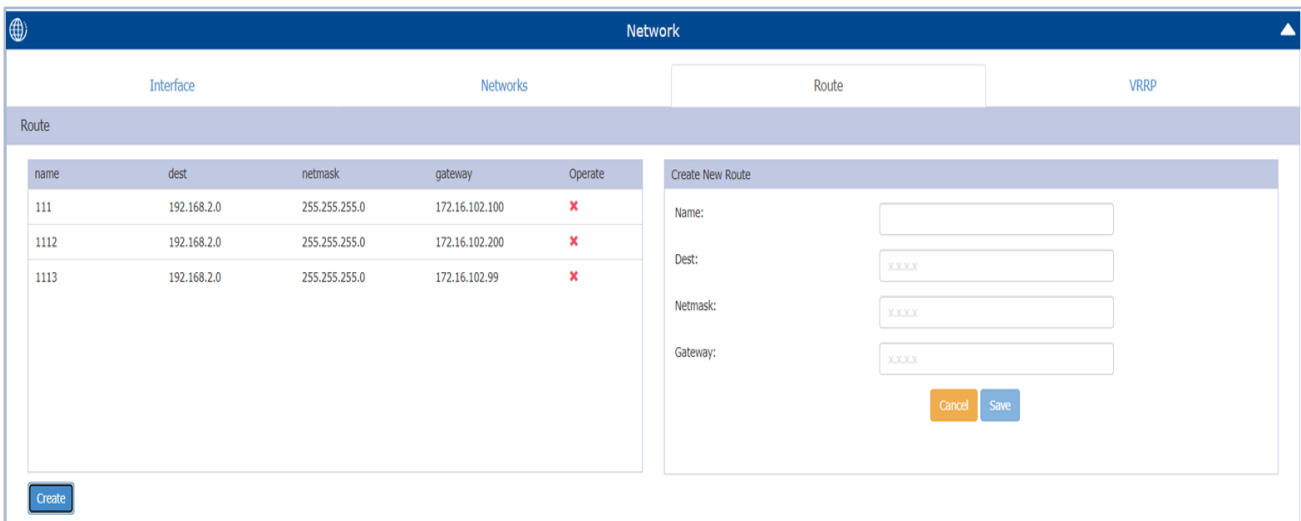 Network
Interface Networks Route VRRP
Route
name dest netmask gateway Operate
111 192.168.2.0 255.255.255.0 172.16.102.100
1112 192.168.2.0 255.255.255.0 172.16.102.200
1113 192.168.2.0 255.255.255.0 172.16.102.99
Create
Create New Route
Name:
Dest: x.x.x.x
Netmask: x.x.x.x
Gateway: x.x.x.x
Cancel Save